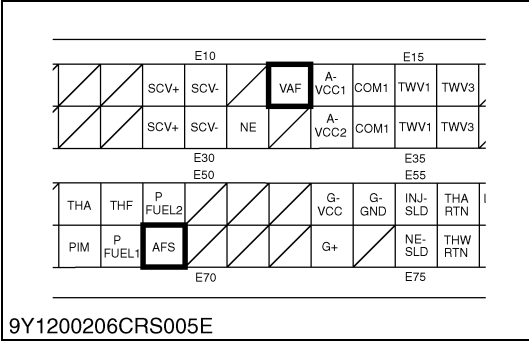 E10 E15
SCV+ SCV- VAF A-VCC1 COM1 TWV1 TWV3
SCV+ SCV- NE A-VCC2 COM1 TWV1 TWV3
E30 E35
E50 E55
THA THF P FUEL2 G-VCC G-GND INJ-SLD THA RTN
PIM P FUEL1 AFS G+ NE-SLD THW RTN
E70 E75
9Y1200206CRS005E